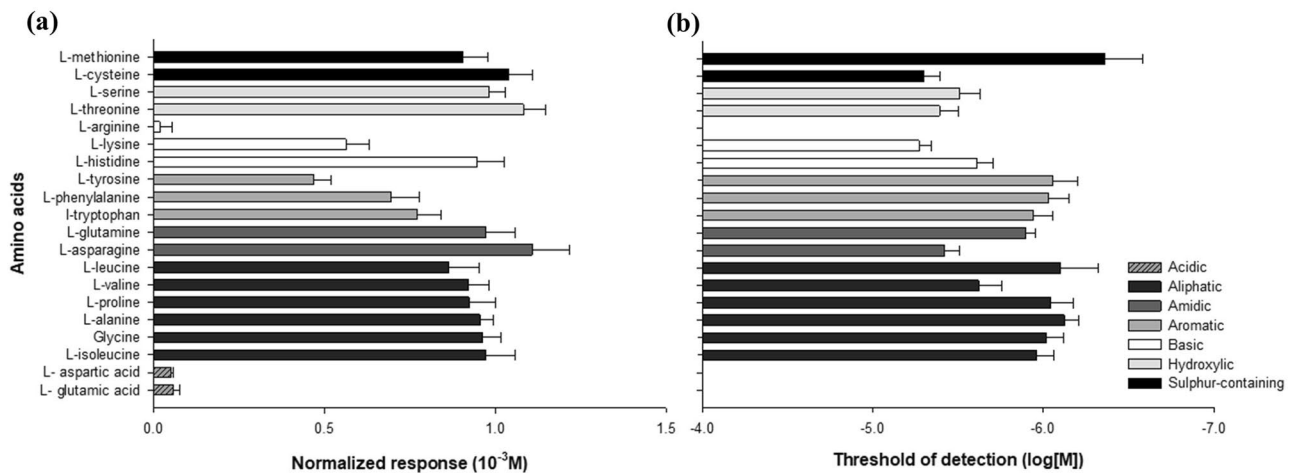 (a)
(b)
Amino acids
L-methionine
L-cysteine
L-serine
L-threonine
L-arginine
L-lysine
L-histidine
L-tyrosine
L-phenylalanine
l-tryptophan
L-glutamine
L-asparagine
L-leucine
L-valine
L-proline
L-alanine
Glycine
L-isoleucine
L- aspartic acid
L- glutamic acid
0.0 0.5 1.0 1.5
Normalized response (10⁻³M)
Acidic
Aliphatic
Amidic
Aromatic
Basic
Hydroxylic
Sulphur-containing
-4.0 -5.0 -6.0 -7.0
Threshold of detection (log[M])